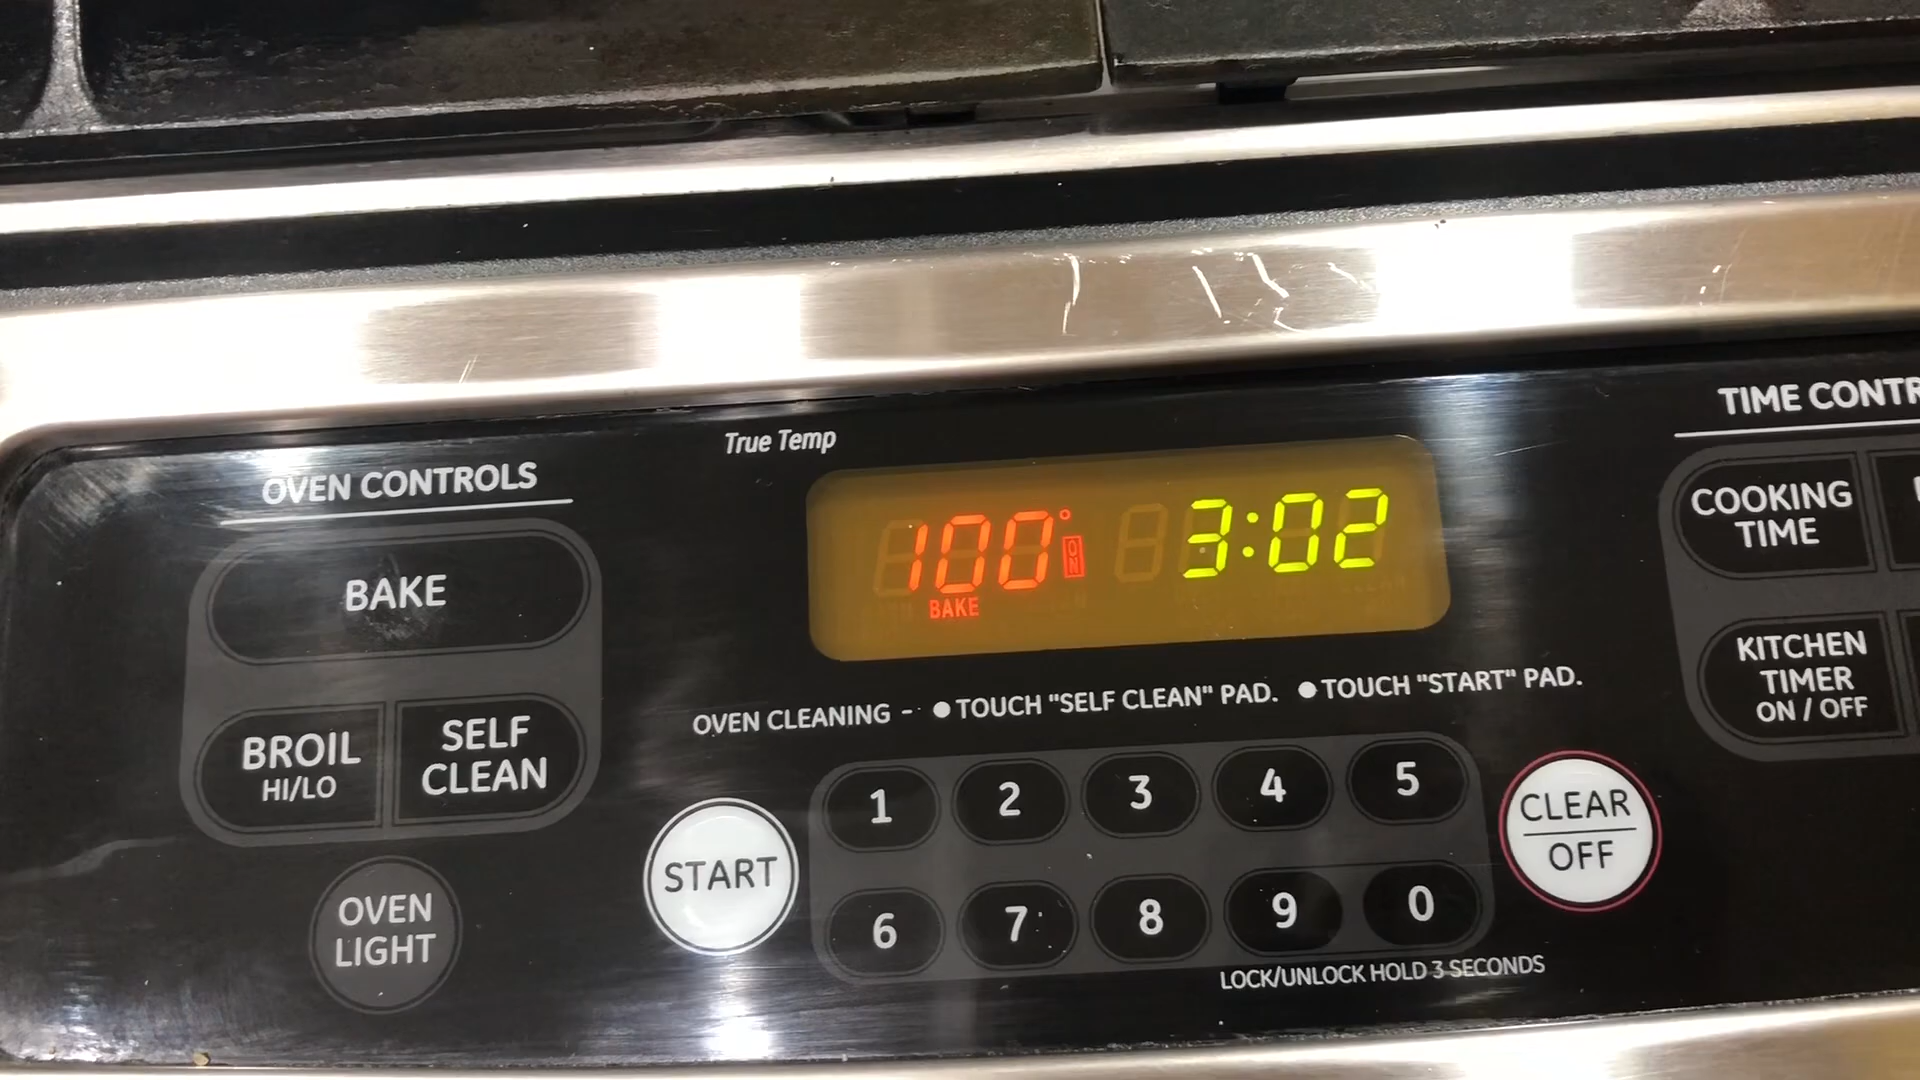 True Temp
OVEN CONTROLS
BAKE
BROIL
HI/LO
SELF
CLEAN
OVEN
LIGHT
100°
ON
BAKE
3:02
OVEN CLEANING - ● TOUCH "SELF CLEAN" PAD. ● TOUCH "START" PAD.
START
1 2 3 4 5
6 7 8 9 0
LOCK/UNLOCK HOLD 3 SECONDS
CLEAR
OFF
TIME CONTR
COOKING
TIME
KITCHEN
TIMER
ON / OFF